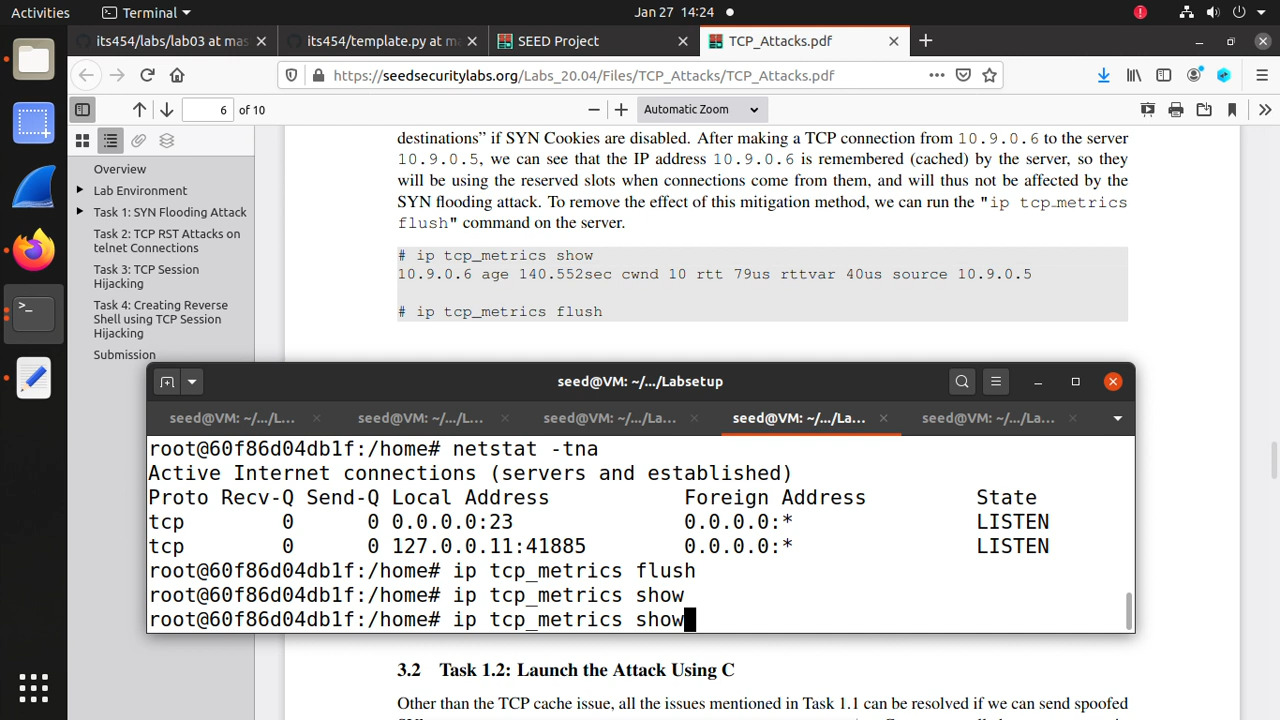 Activities
Terminal
Jan 27 14:24
its454/labs/lab03 at mas
its454/template.py at m
SEED Project
TCP_Attacks.pdf
https://seedsecuritylabs.org/Labs_20.04/Files/TCP_Attacks/TCP_Attacks.pdf
6 of 10
Automatic Zoom
Overview
Lab Environment
Task 1: SYN Flooding Attack
Task 2: TCP RST Attacks on
telnet Connections
Task 3: TCP Session
Hijacking
Task 4: Creating Reverse
Shell using TCP Session
Hijacking
Submission
destinations” if SYN Cookies are disabled. After making a TCP connection from 10.9.0.6 to the server
10.9.0.5, we can see that the IP address 10.9.0.6 is remembered (cached) by the server, so they
will be using the reserved slots when connections come from them, and will thus not be affected by the
SYN flooding attack. To remove the effect of this mitigation method, we can run the "ip tcp_metrics
flush" command on the server.
# ip tcp_metrics show
10.9.0.6 age 140.552sec cwnd 10 rtt 79us rttvar 40us source 10.9.0.5
# ip tcp_metrics flush
seed@VM: ~/.../Labsetup
seed@VM: ~/.../L...
seed@VM: ~/.../L...
seed@VM: ~/.../La...
seed@VM: ~/.../La...
seed@VM: ~/.../La...
root@60f86d04db1f:/home# netstat -tna
Active Internet connections (servers and established)
Proto Recv-Q Send-Q Local Address Foreign Address State
tcp 0 0 0.0.0.0:23 0.0.0.0:* LISTEN
tcp 0 0 127.0.0.11:41885 0.0.0.0:* LISTEN
root@60f86d04db1f:/home# ip tcp_metrics flush
root@60f86d04db1f:/home# ip tcp_metrics show
root@60f86d04db1f:/home# ip tcp_metrics show
3.2 Task 1.2: Launch the Attack Using C
Other than the TCP cache issue, all the issues mentioned in Task 1.1 can be resolved if we can send spoofed